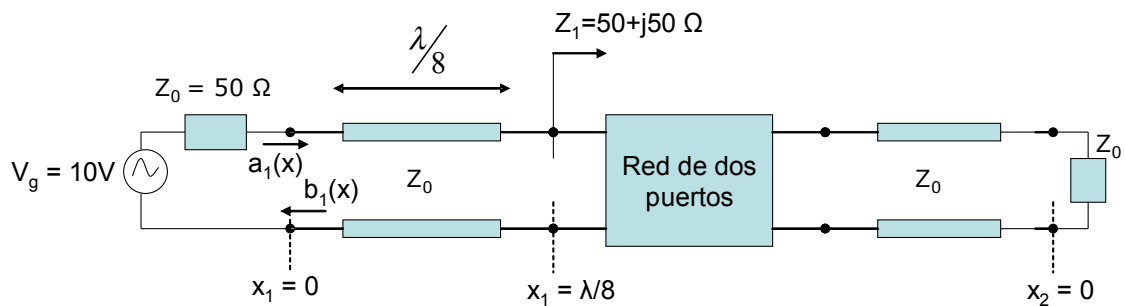 Z₁=50+j50 Ω
λ/8
Z₀ = 50 Ω
a₁(x)
V_g = 10V
Z₀
b₁(x)
Red de dos
puertos
Z₀
Z₀
x₁ = 0
x₁ = λ/8
x₂ = 0